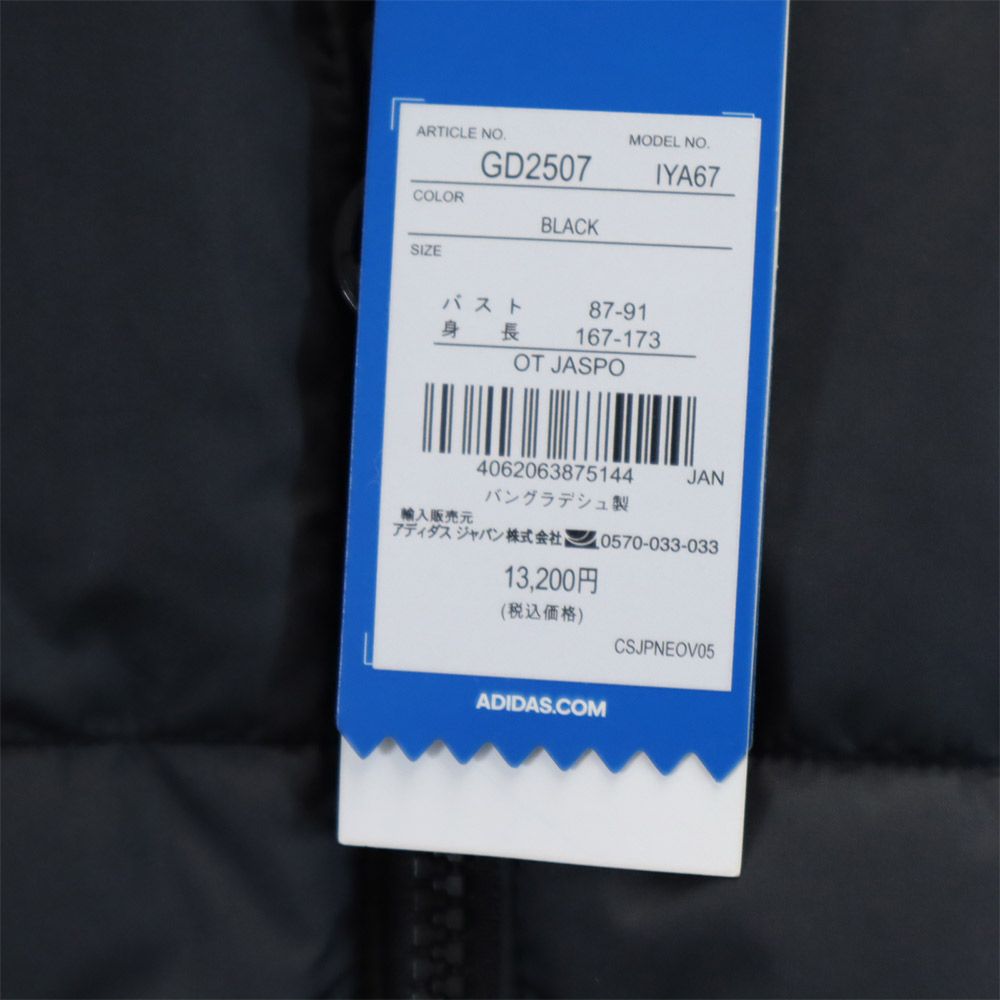 ARTICLE NO. MODEL NO.
GD2507 IYA67
COLOR
BLACK
SIZE
バスト 87-91
身長 167-173
OT JASPO
4062063875144 JAN
バングラデシュ製
輸入販売元
アディダス ジャパン株式会社 0570-033-033
13,200円
(税込価格)
CSJPNEOV05
ADIDAS.COM